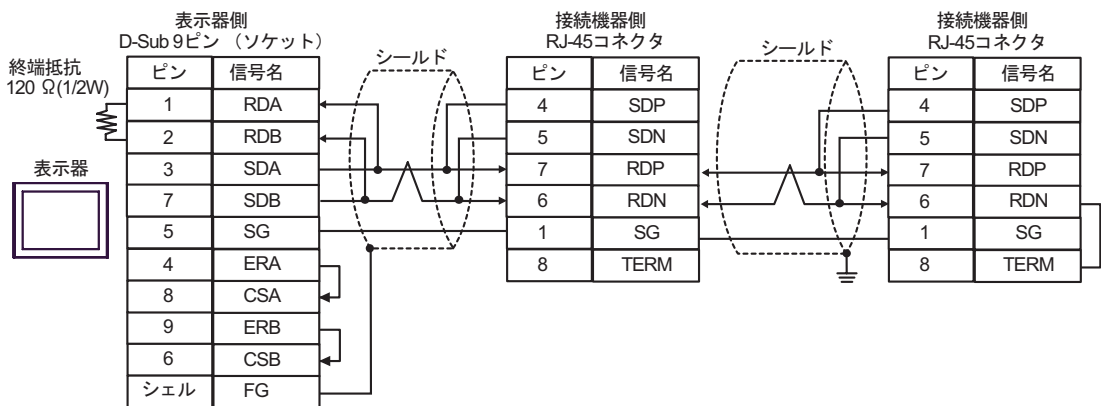 表示器側
D-Sub 9ピン （ソケット）
終端抵抗
120 Ω(1/2W)
表示器
ピン 信号名
1 RDA
2 RDB
3 SDA
7 SDB
5 SG
4 ERA
8 CSA
9 ERB
6 CSB
シェル FG
シールド
接続機器側
RJ-45コネクタ
ピン 信号名
4 SDP
5 SDN
7 RDP
6 RDN
1 SG
8 TERM
シールド
接続機器側
RJ-45コネクタ
ピン 信号名
4 SDP
5 SDN
7 RDP
6 RDN
1 SG
8 TERM